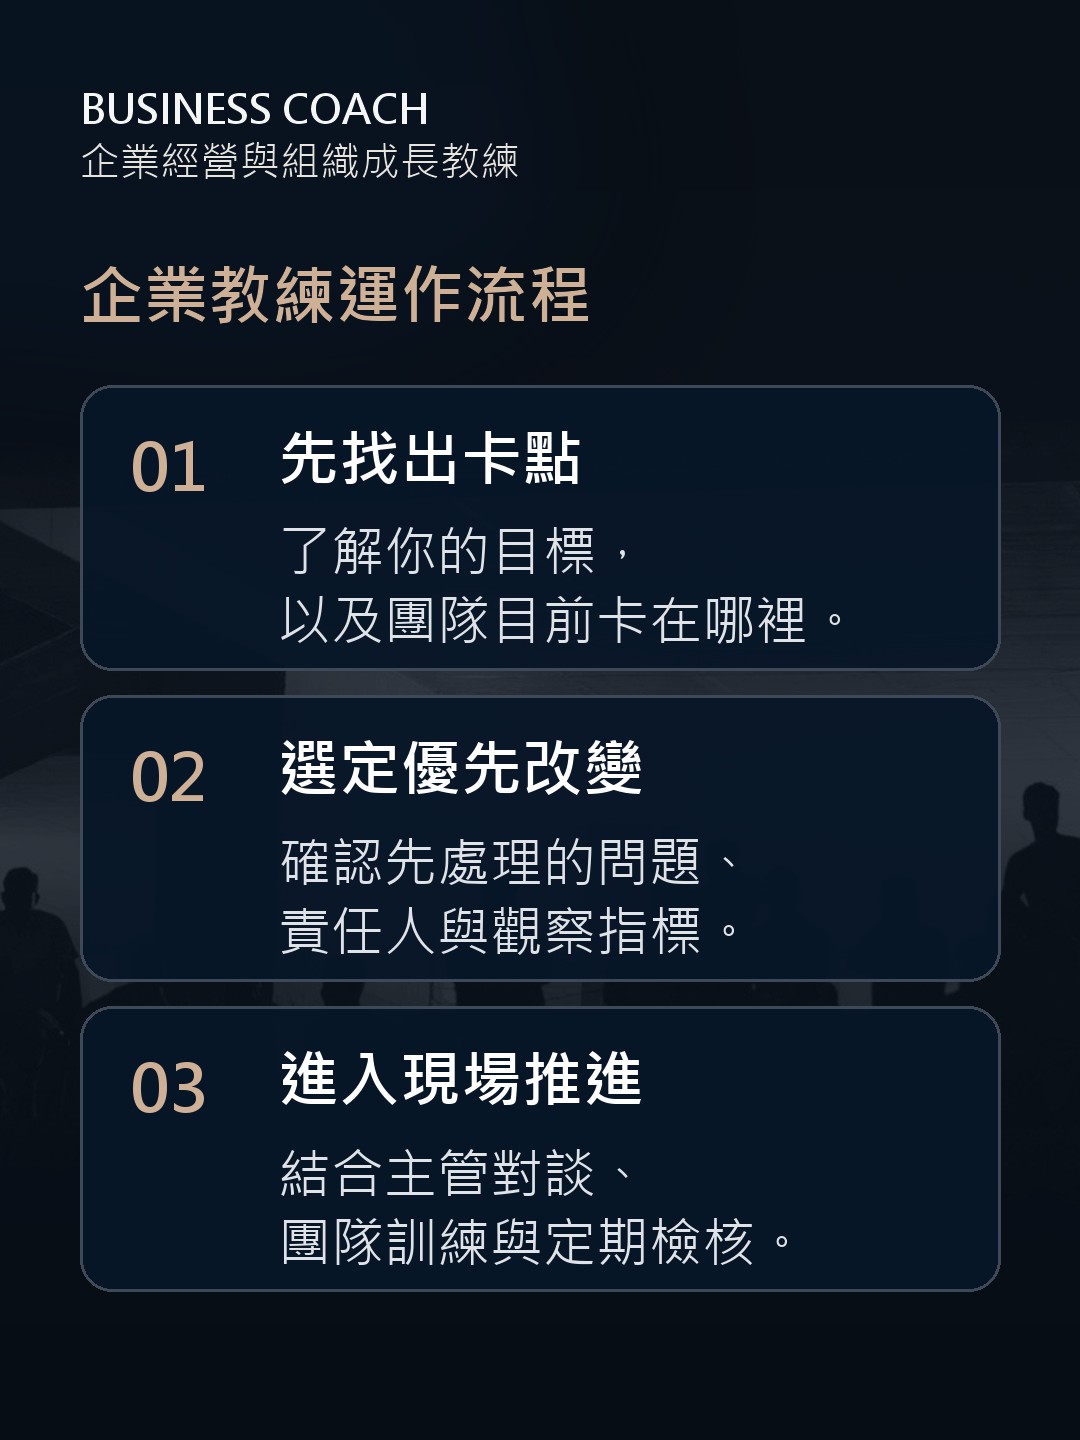 BUSINESS COACH
企業經營與組織成長教練
企業教練運作流程
01
先找出卡點
了解你的目標，
以及團隊目前卡在哪裡。
02
選定優先改變
確認先處理的問題、
責任人與觀察指標。
03
進入現場推進
結合主管對談、
團隊訓練與定期檢核。